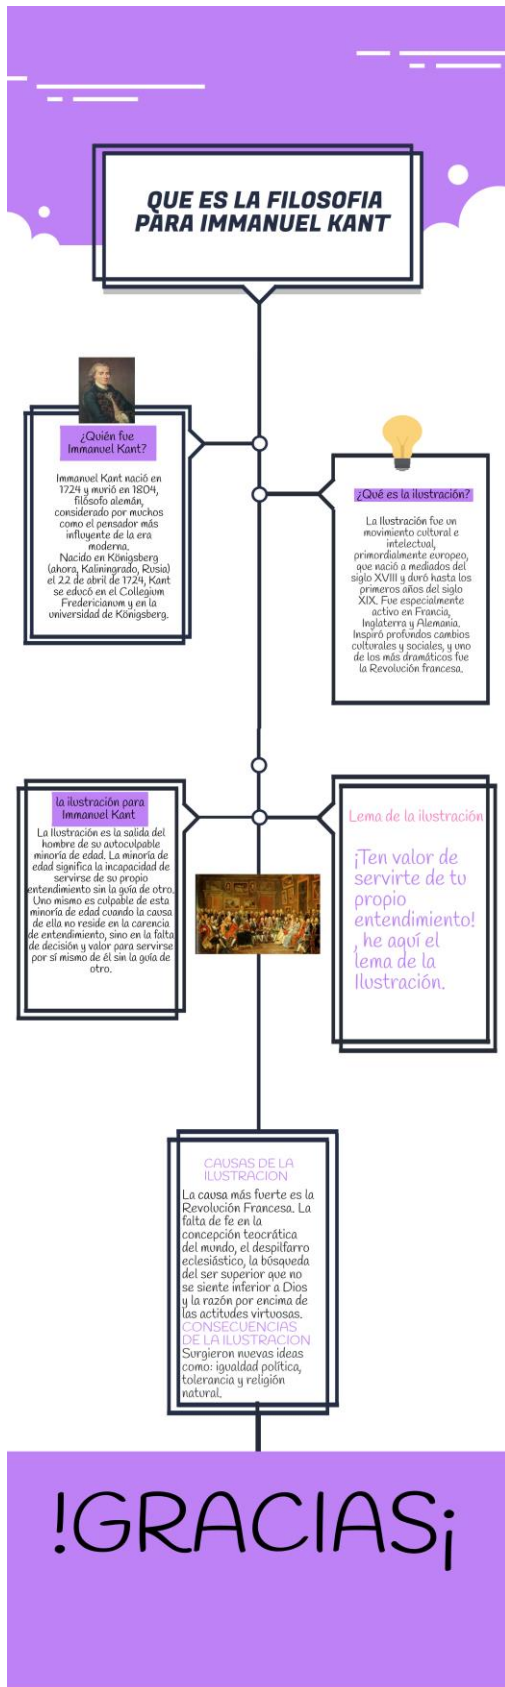 QUE ES LA FILOSOFIA
PARA IMMANUEL KANT
¿Quién fue
Immanuel Kant?
Immanuel Kant nació en
1724 y murió en 1804,
filósofo alemán,
considerado por muchos
como el pensador más
influyente de la era
moderna.
Nacido en Königsberg
(ahora, Kaliningrado, Rusia)
el 22 de abril de 1724, Kant
se educó en el Collegium
Fredericianum y en la
universidad de Königsberg.
¿Qué es la ilustración?
La Ilustración fue un
movimiento cultural e
intelectual,
primordialmente europeo,
que nació a mediados del
siglo XVIII y duró hasta los
primeros años del siglo
XIX. Fue especialmente
activo en Francia,
Inglaterra y Alemania.
Inspiró profundos cambios
culturales y sociales, y uno
de los más dramáticos fue
la Revolución francesa.
la ilustración para
Immanuel Kant
La Ilustración es la salida del
hombre de su autoculpable
minoría de edad. La minoría de
edad significa la incapacidad de
servirse de su propio
entendimiento sin la guía de otro.
Uno mismo es culpable de esta
minoría de edad cuando la causa
de ella no reside en la carencia
de entendimiento, sino en la falta
de decisión y valor para servirse
por sí mismo de él sin la guía de
otro.
Lema de la ilustración
¡Ten valor de
servirte de tu
propio
entendimiento!
, he aquí el
lema de la
Ilustración.
CAUSAS DE LA
ILUSTRACION
La causa más fuerte es la
Revolución Francesa. La
falta de fe en la
concepción teocrática
del mundo, el despilfarro
eclesiástico, la búsqueda
del ser superior que no
se siente inferior a Dios
y la razón por encima de
las actitudes virtuosas.
CONSECUENCIAS
DE LA ILUSTRACION
Surgieron nuevas ideas
como: igualdad política,
tolerancia y religión
natural.
!GRACIAS¡